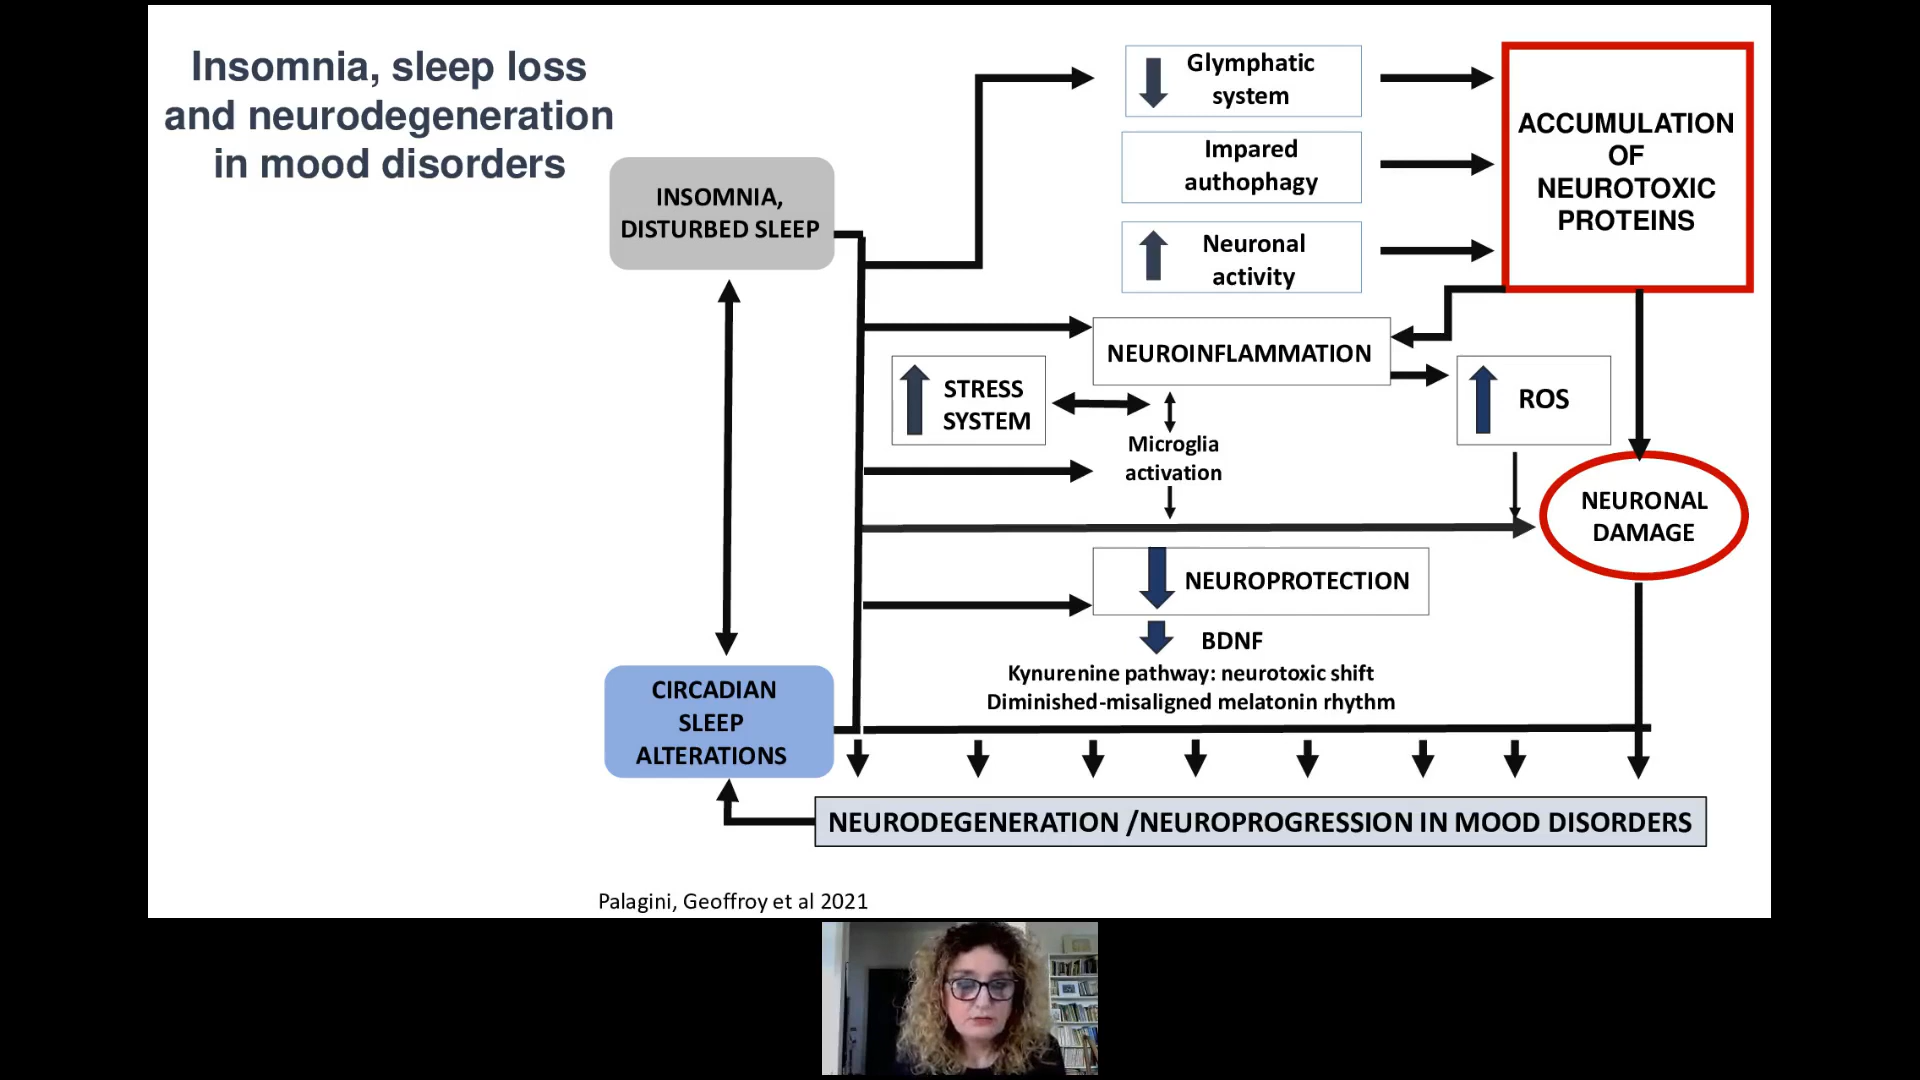 Insomnia, sleep loss
and neurodegeneration
in mood disorders
INSOMNIA,
DISTURBED SLEEP
Glymphatic
system
Impared
authophagy
Neuronal
activity
ACCUMULATION
OF
NEUROTOXIC
PROTEINS
NEUROINFLAMMATION
STRESS
SYSTEM
ROS
Microglia
activation
NEURONAL
DAMAGE
NEUROPROTECTION
BDNF
Kynurenine pathway: neurotoxic shift
Diminished-misaligned melatonin rhythm
CIRCADIAN
SLEEP
ALTERATIONS
NEURODEGENERATION /NEUROPROGRESSION IN MOOD DISORDERS
Palagini, Geoffroy et al 2021